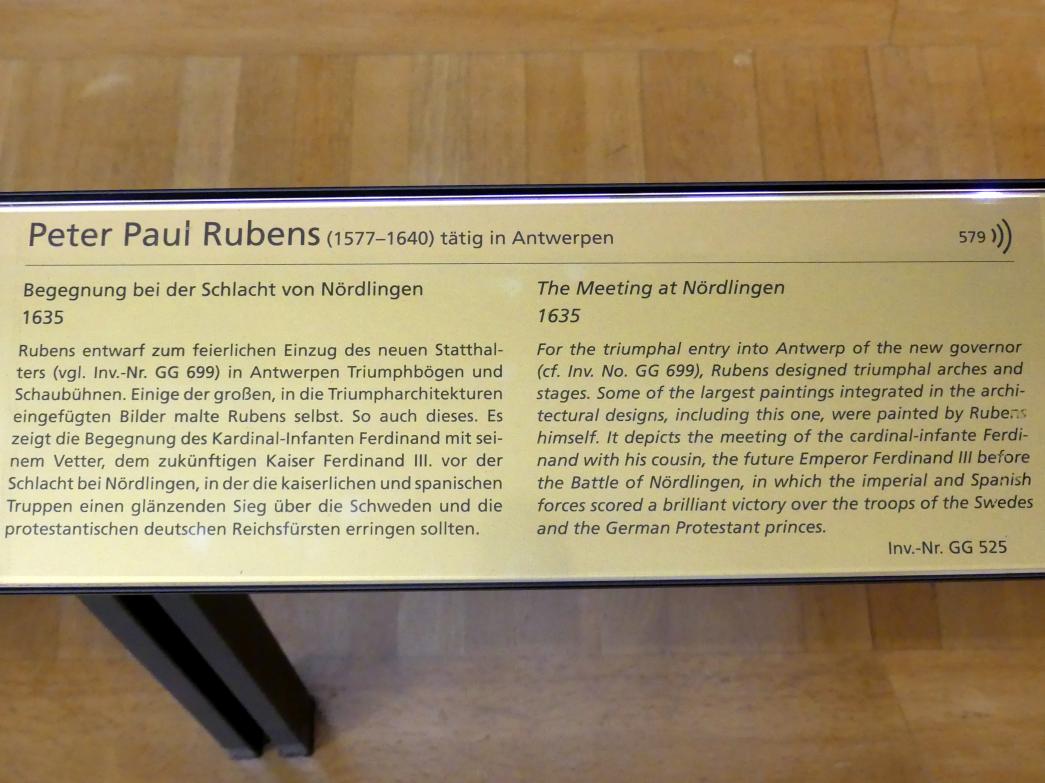 Peter Paul Rubens (1577–1640) tätig in Antwerpen
579
Begegnung bei der Schlacht von Nördlingen
1635
Rubens entwarf zum feierlichen Einzug des neuen Statthal-
ters (vgl. Inv.-Nr. GG 699) in Antwerpen Triumphbögen und
Schaubühnen. Einige der großen, in die Triumpharchitekturen
eingefügten Bilder malte Rubens selbst. So auch dieses. Es
zeigt die Begegnung des Kardinal-Infanten Ferdinand mit sei-
nem Vetter, dem zukünftigen Kaiser Ferdinand III. vor der
Schlacht bei Nördlingen, in der die kaiserlichen und spanischen
Truppen einen glänzenden Sieg über die Schweden und die
protestantischen deutschen Reichsfürsten erringen sollten.
The Meeting at Nördlingen
1635
For the triumphal entry into Antwerp of the new governor
(cf. Inv. No. GG 699), Rubens designed triumphal arches and
stages. Some of the largest paintings integrated in the archi-
tectural designs, including this one, were painted by Rubens
himself. It depicts the meeting of the cardinal-infante Ferdi-
nand with his cousin, the future Emperor Ferdinand III before
the Battle of Nördlingen, in which the imperial and Spanish
forces scored a brilliant victory over the troops of the Swedes
and the German Protestant princes.
Inv.-Nr. GG 525